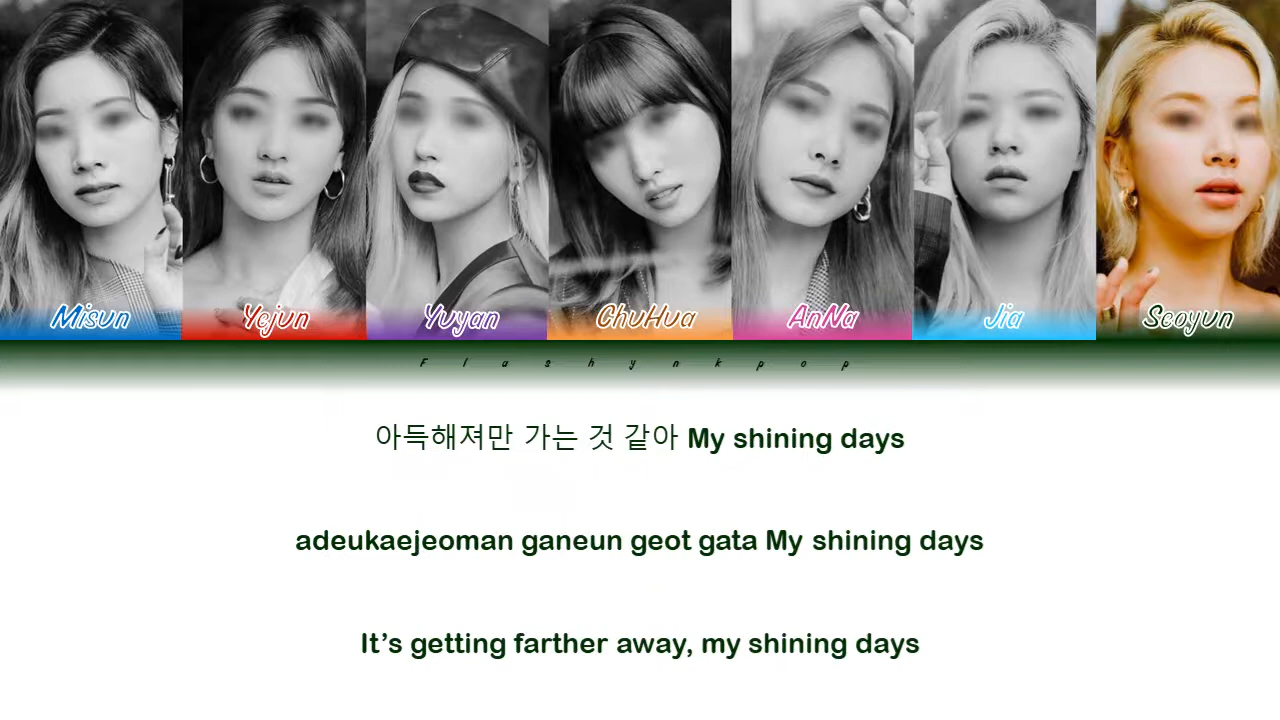 Misun Yejun Yuyan ChuHua AnNa Jia Seoyun
F l a s h y n k p o p
아득해져만 가는 것 같아 My shining days
adeukaejeoman ganeun geot gata My shining days
It’s getting farther away, my shining days